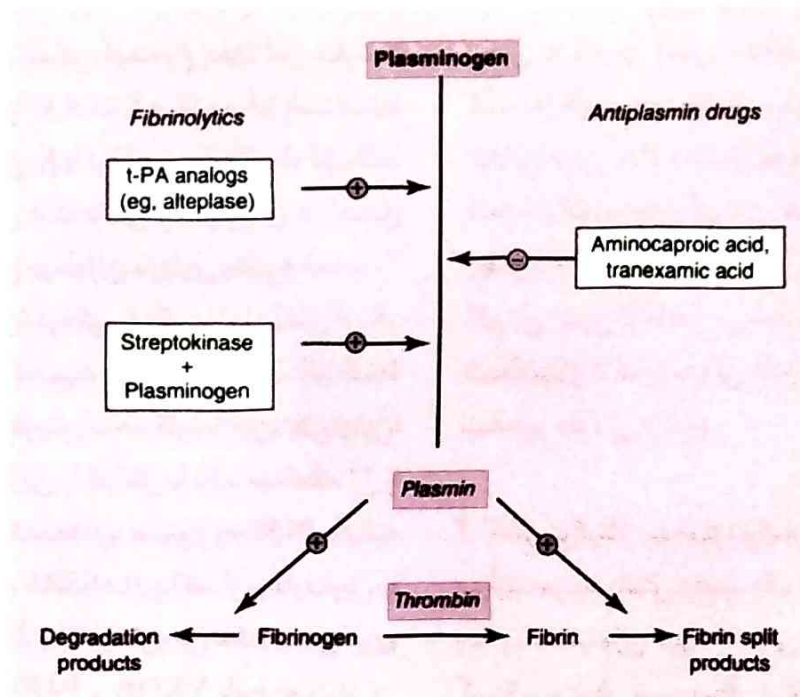 Plasminogen
Fibrinolytics
Antiplasmin drugs
t-PA analogs
(eg, alteplase)
+
Aminocaproic acid,
tranexamic acid
−
Streptokinase
+
Plasminogen
+
Plasmin
+
+
Thrombin
Degradation
products
Fibrinogen
Fibrin
Fibrin split
products